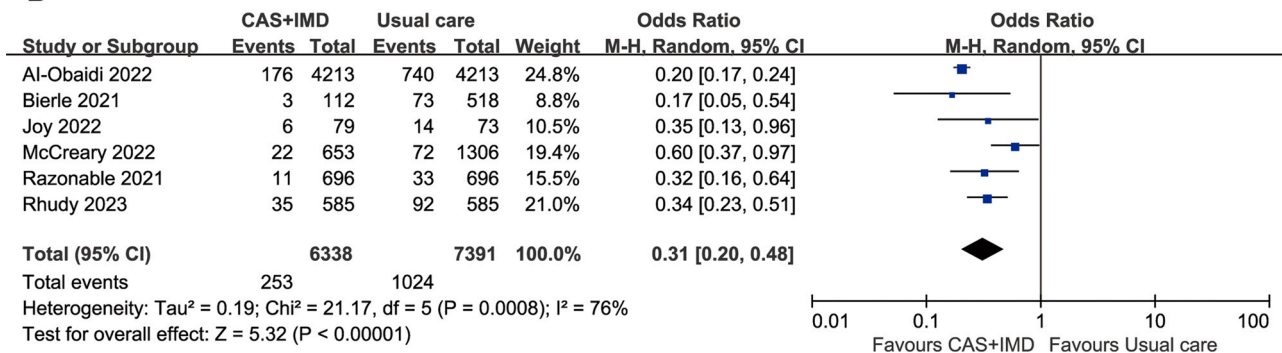 CAS+IMD Usual care Odds Ratio Odds Ratio
Study or Subgroup Events Total Events Total Weight M-H, Random, 95% CI M-H, Random, 95% CI
Al-Obaidi 2022 176 4213 740 4213 24.8% 0.20 [0.17, 0.24]
Bierle 2021 3 112 73 518 8.8% 0.17 [0.05, 0.54]
Joy 2022 6 79 14 73 10.5% 0.35 [0.13, 0.96]
McCreary 2022 22 653 72 1306 19.4% 0.60 [0.37, 0.97]
Razonable 2021 11 696 33 696 15.5% 0.32 [0.16, 0.64]
Rhudy 2023 35 585 92 585 21.0% 0.34 [0.23, 0.51]
Total (95% CI) 6338 7391 100.0% 0.31 [0.20, 0.48]
Total events 253 1024
Heterogeneity: Tau² = 0.19; Chi² = 21.17, df = 5 (P = 0.0008); I² = 76%
Test for overall effect: Z = 5.32 (P < 0.00001)
0.01 0.1 1 10 100
Favours CAS+IMD Favours Usual care